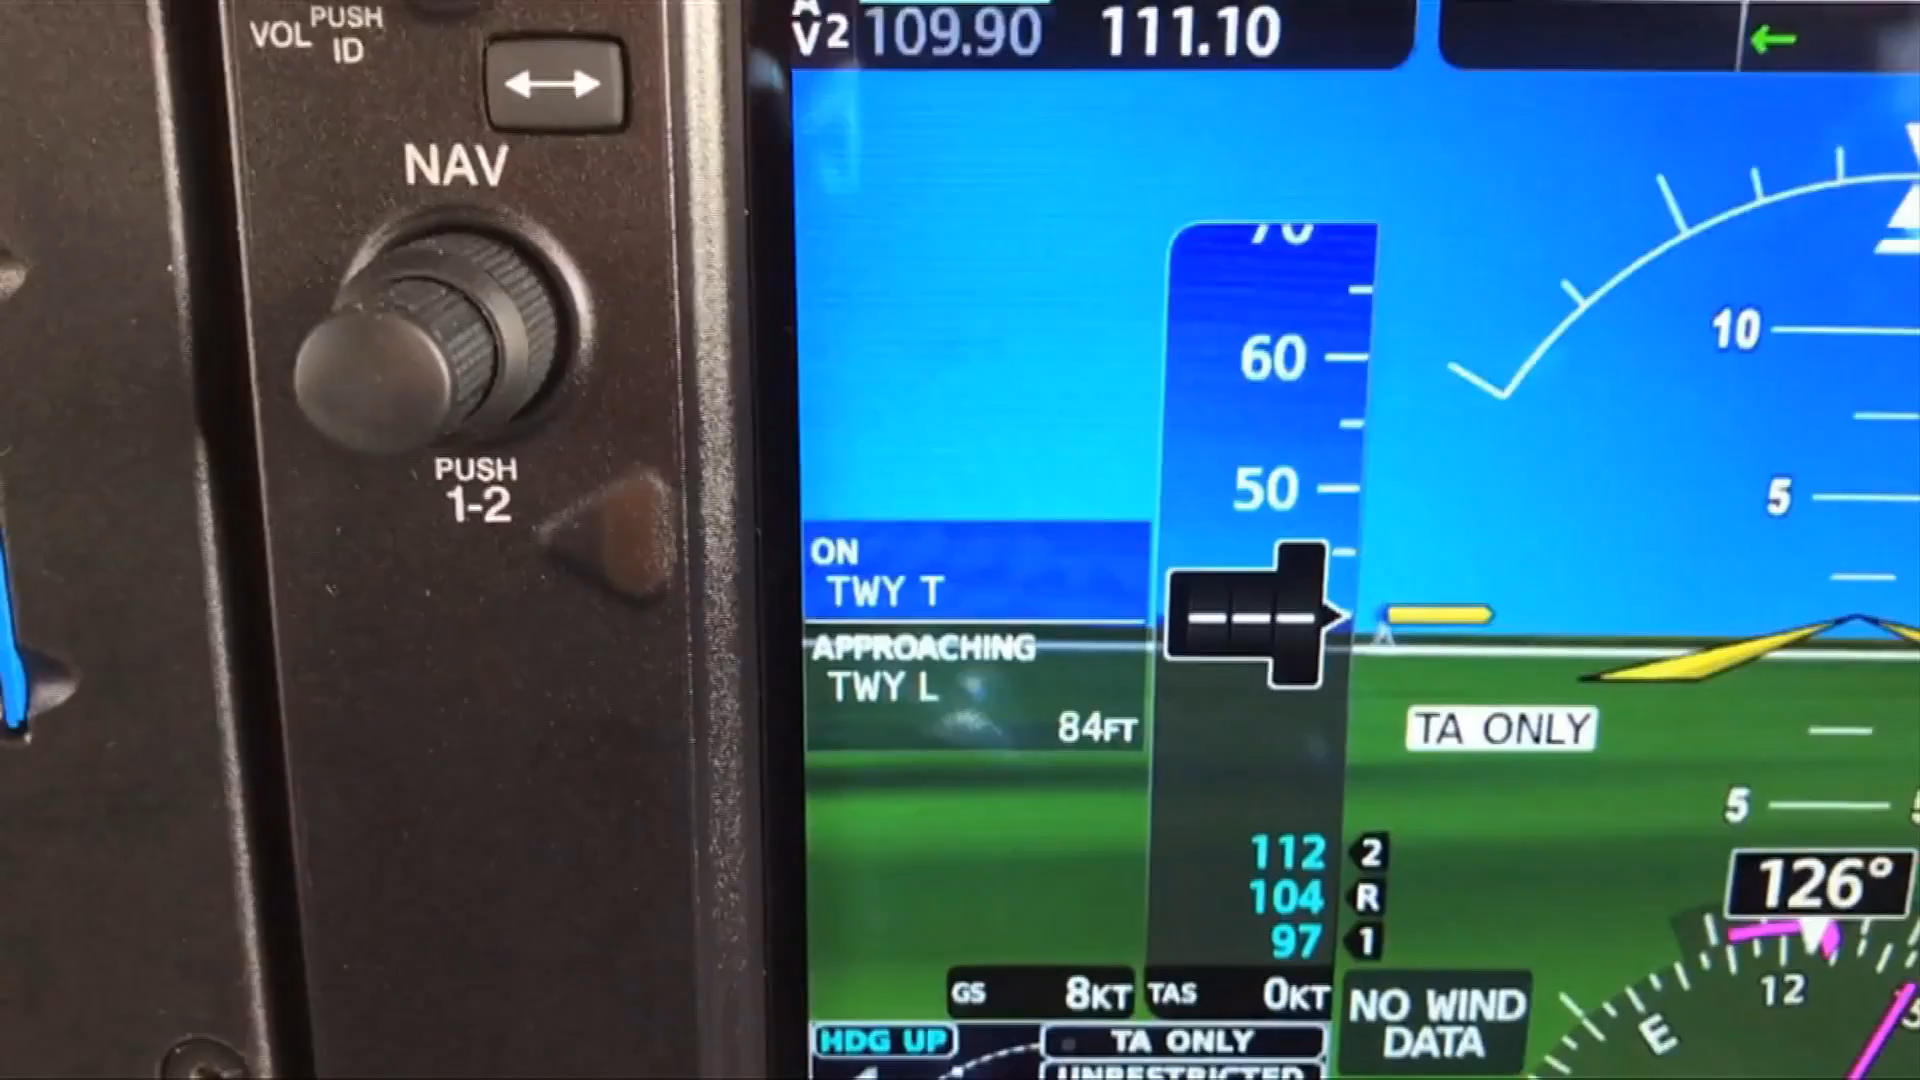 VOL PUSH ID
NAV
PUSH
1-2
V2 109.90 111.10
60
50
10
5
ON
TWY T
APPROACHING
TWY L
84FT
TA ONLY
5
112 2
104 R
97 1
126°
12
E
GS 8KT TAS 0KT
NO WIND
DATA
HDG UP
TA ONLY
UNRESTRICTED